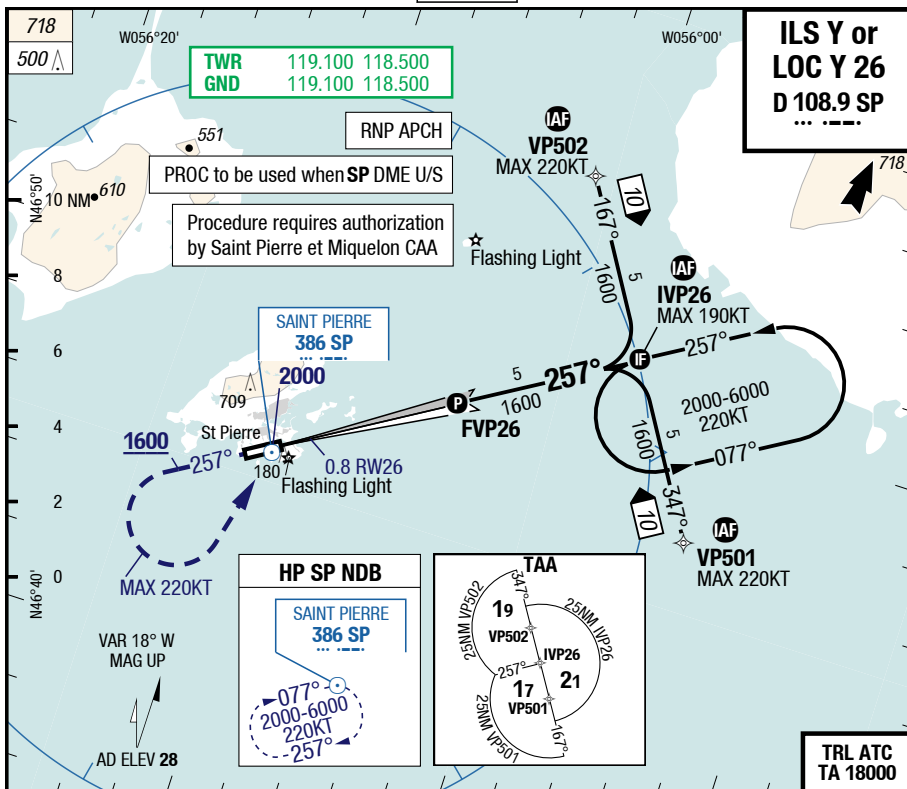 718
500
W056°20'
W056°00'
ILS Y or
LOC Y 26
D 108.9 SP
TWR 119.100 118.500
GND 119.100 118.500
RNP APCH
551
PROC to be used when SP DME U/S
610
10 NM
N46°50'
Procedure requires authorization
by Saint Pierre et Miquelon CAA
Flashing Light
IAF
VP502
MAX 220KT
10
167°
1600
718
IAF
IVP26
MAX 190KT
IF
257°
8
6
4
2
0
N46°40'
SAINT PIERRE
386 SP
2000
709
St Pierre
1600
257°
180
Flashing Light
0.8 RW26
MAX 220KT
P
FVP26
5
257°
1600
2000-6000
220KT
077°
5
1600
347°
10
IAF
VP501
MAX 220KT
VAR 18° W
MAG UP
AD ELEV 28
HP SP NDB
SAINT PIERRE
386 SP
077°
2000-6000
220KT
257°
TAA
347°
25NM VP502
19
VP502
25NM IVP26
IVP26
257°
17
21
VP501
25NM VP501
167°
TRL ATC
TA 18000